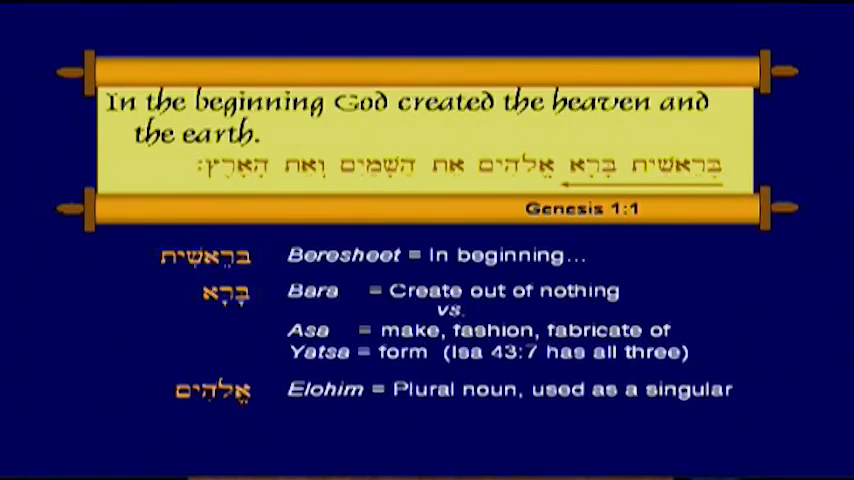 In the beginning God created the heaven and
the earth.
בְּרֵאשִׁית בָּרָא אֱלֹהִים אֵת הַשָּׁמַיִם וְאֵת הָאָרֶץ׃
Genesis 1:1
בְּרֵאשִׁית Beresheet = In beginning...
בָּרָא Bara = Create out of nothing
vs.
Asa = make, fashion, fabricate of
Yatsa = form (Isa 43:7 has all three)
אֱלֹהִים Elohim = Plural noun, used as a singular